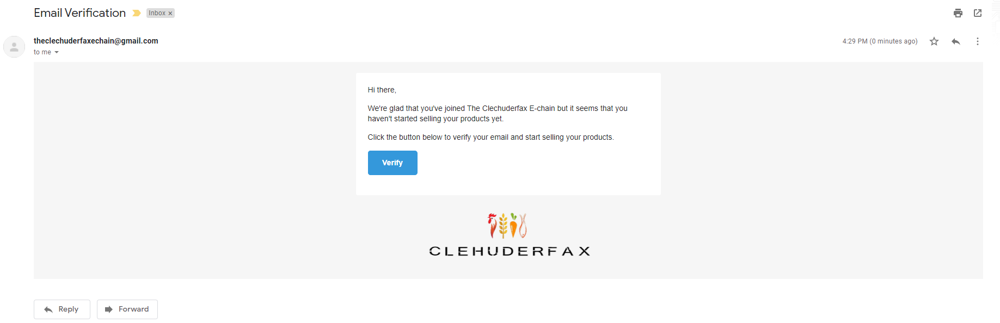 Email Verification
Inbox ×
theclechuderfaxechain@gmail.com
4:29 PM (0 minutes ago)
to me
Hi there,
We're glad that you've joined The Clechuderfax E-chain but it seems that you
haven't started selling your products yet.
Click the button below to verify your email and start selling your products.
Verify
CLEHUDERFAX
Reply
Forward